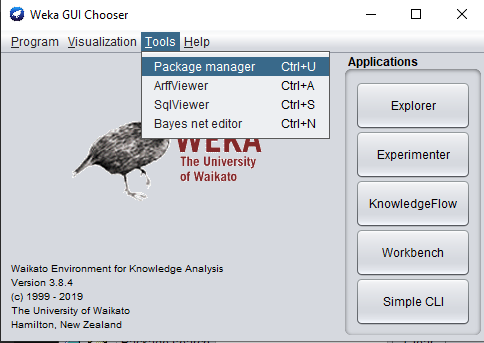 Weka GUI Chooser
Program Visualization Tools Help
Package manager Ctrl+U
ArffViewer Ctrl+A
SqlViewer Ctrl+S
Bayes net editor Ctrl+N
WEKA
The University
of Waikato
Waikato Environment for Knowledge Analysis
Version 3.8.4
(c) 1999 - 2019
The University of Waikato
Hamilton, New Zealand
Applications
Explorer
Experimenter
KnowledgeFlow
Workbench
Simple CLI